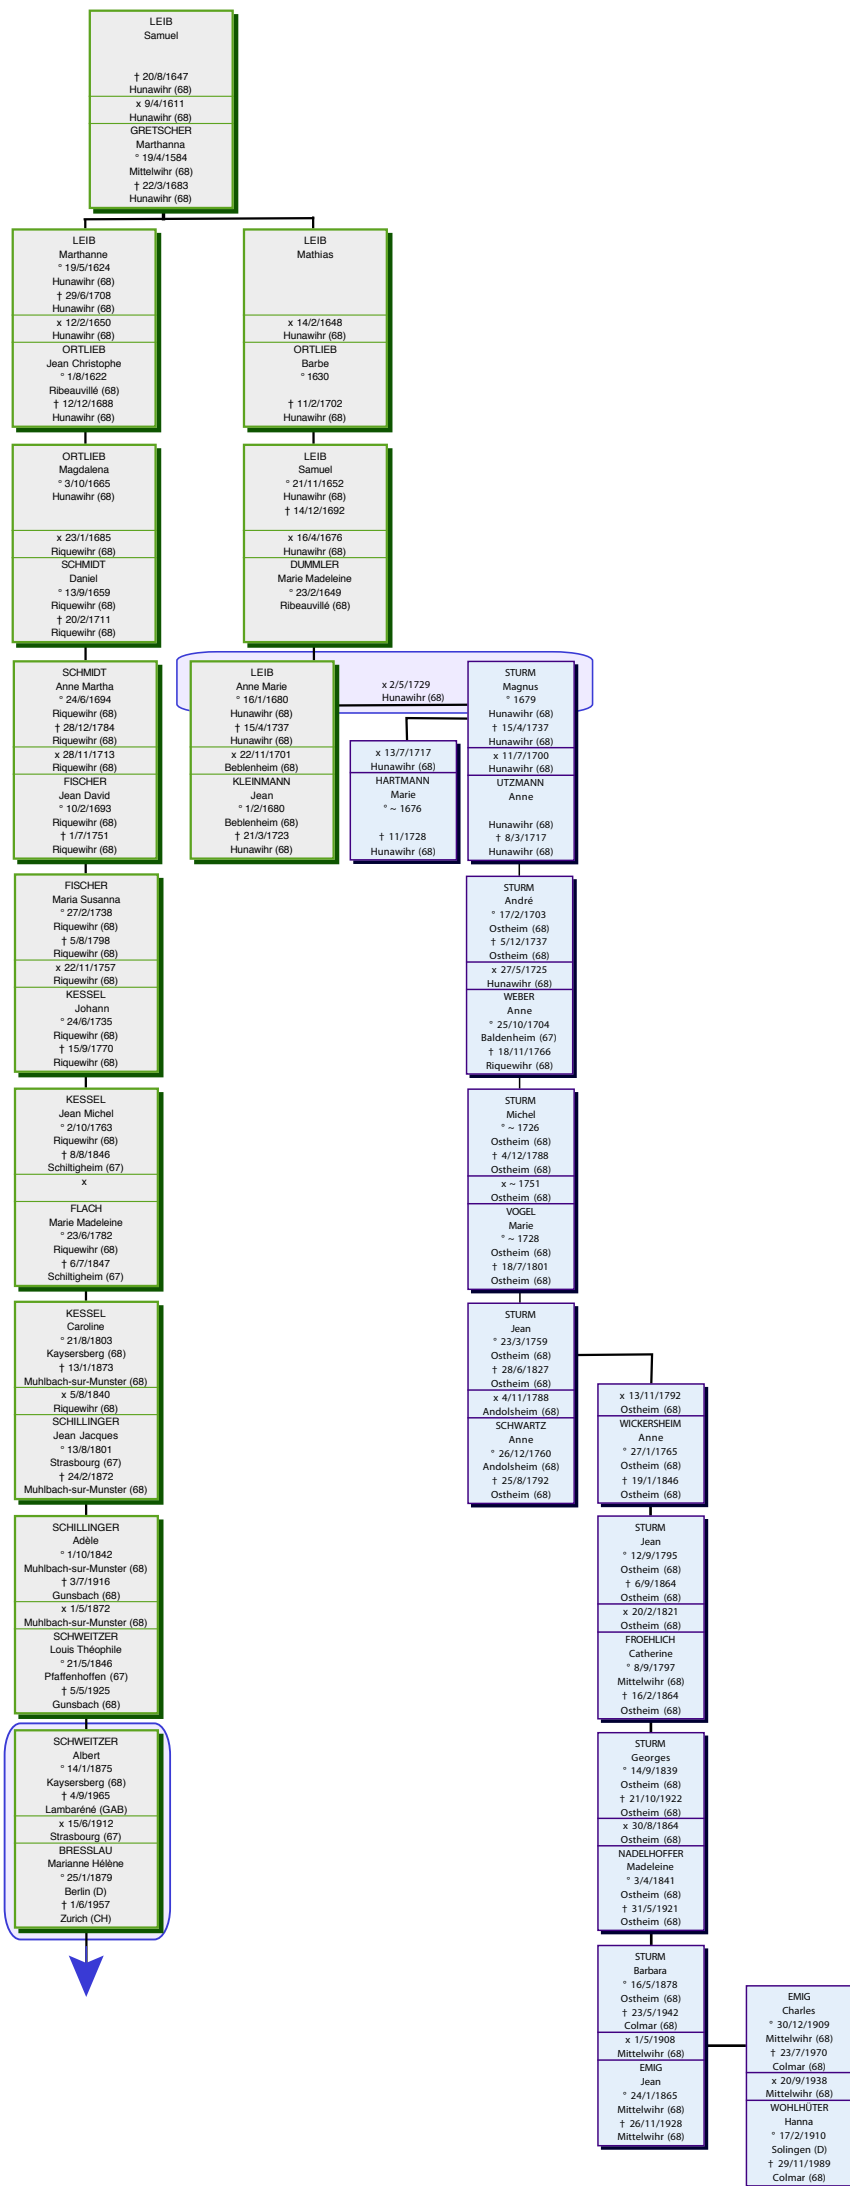 LEIB
Samuel
† 20/8/1647
Hunawihr (68)
x 9/4/1611
Hunawihr (68)
GRETSCHER
Marthanna
° 19/4/1584
Mittelwihr (68)
† 22/3/1683
Hunawihr (68)
LEIB
Marthanne
° 19/5/1624
Hunawihr (68)
† 29/6/1708
Hunawihr (68)
x 12/2/1650
Hunawihr (68)
ORTLIEB
Jean Christophe
° 1/8/1622
Ribeauvillé (68)
† 12/12/1688
Hunawihr (68)
LEIB
Mathias
x 14/2/1648
Hunawihr (68)
ORTLIEB
Barbe
° 1630
† 11/2/1702
Hunawihr (68)
ORTLIEB
Magdalena
° 3/10/1665
Hunawihr (68)
x 23/1/1685
Riquewihr (68)
SCHMIDT
Daniel
° 13/9/1659
Riquewihr (68)
† 20/2/1711
Riquewihr (68)
LEIB
Samuel
° 21/11/1652
Hunawihr (68)
† 14/12/1692
x 16/4/1676
Hunawihr (68)
DUMMLER
Marie Madeleine
° 23/2/1649
Ribeauvillé (68)
SCHMIDT
Anne Martha
° 24/6/1694
Riquewihr (68)
† 28/12/1784
Riquewihr (68)
x 28/11/1713
Riquewihr (68)
FISCHER
Jean David
° 10/2/1693
Riquewihr (68)
† 1/7/1751
Riquewihr (68)
LEIB
Anne Marie
° 16/1/1680
Hunawihr (68)
† 15/4/1737
Hunawihr (68)
x 22/11/1701
Beblenheim (68)
KLEINMANN
Jean
° 1/2/1680
Beblenheim (68)
† 21/3/1723
Hunawihr (68)
x 2/5/1729
Hunawihr (68)
x 13/7/1717
Hunawihr (68)
HARTMANN
Marie
° ~ 1676
† 11/1728
Hunawihr (68)
STURM
Magnus
° 1679
Hunawihr (68)
† 15/4/1737
Hunawihr (68)
x 11/7/1700
Hunawihr (68)
UTZMANN
Anne
Hunawihr (68)
† 8/3/1717
Hunawihr (68)
FISCHER
Maria Susanna
° 27/2/1738
Riquewihr (68)
† 5/8/1798
Riquewihr (68)
x 22/11/1757
Riquewihr (68)
KESSEL
Johann
° 24/6/1735
Riquewihr (68)
† 15/9/1770
Riquewihr (68)
STURM
André
° 17/2/1703
Ostheim (68)
† 5/12/1737
Ostheim (68)
x 27/5/1725
Hunawihr (68)
WEBER
Anne
° 25/10/1704
Baldenheim (67)
† 18/11/1766
Riquewihr (68)
KESSEL
Jean Michel
° 2/10/1763
Riquewihr (68)
† 8/8/1846
Schiltigheim (67)
x
FLACH
Marie Madeleine
° 23/6/1782
Riquewihr (68)
† 6/7/1847
Schiltigheim (67)
STURM
Michel
° ~ 1726
Ostheim (68)
† 4/12/1788
Ostheim (68)
x ~ 1751
Ostheim (68)
VOGEL
Marie
° ~ 1728
Ostheim (68)
† 18/7/1801
Ostheim (68)
KESSEL
Caroline
° 21/8/1803
Kaysersberg (68)
† 13/1/1873
Muhlbach-sur-Munster (68)
x 5/8/1840
Riquewihr (68)
SCHILLINGER
Jean Jacques
° 13/8/1801
Strasbourg (67)
† 24/2/1872
Muhlbach-sur-Munster (68)
STURM
Jean
° 23/3/1759
Ostheim (68)
† 28/6/1827
Ostheim (68)
x 4/11/1788
Andolsheim (68)
SCHWARTZ
Anne
° 26/12/1760
Andolsheim (68)
† 25/8/1792
Ostheim (68)
x 13/11/1792
Ostheim (68)
WICKERSHEIM
Anne
° 27/1/1765
Ostheim (68)
† 19/1/1846
Ostheim (68)
SCHILLINGER
Adèle
° 1/10/1842
Muhlbach-sur-Munster (68)
† 3/7/1916
Gunsbach (68)
x 1/5/1872
Muhlbach-sur-Munster (68)
SCHWEITZER
Louis Théophile
° 21/5/1846
Pfaffenhoffen (67)
† 5/5/1925
Gunsbach (68)
STURM
Jean
° 12/9/1795
Ostheim (68)
† 6/9/1864
Ostheim (68)
x 20/2/1821
Ostheim (68)
FROEHLICH
Catherine
° 8/9/1797
Mittelwihr (68)
† 16/2/1864
Ostheim (68)
SCHWEITZER
Albert
° 14/1/1875
Kaysersberg (68)
† 4/9/1965
Lambaréné (GAB)
x 15/6/1912
Strasbourg (67)
BRESSLAU
Marianne Hélène
° 25/1/1879
Berlin (D)
† 1/6/1957
Zurich (CH)
STURM
Georges
° 14/9/1839
Ostheim (68)
† 21/10/1922
Ostheim (68)
x 30/8/1864
Ostheim (68)
NADELHOFFER
Madeleine
° 3/4/1841
Ostheim (68)
† 31/5/1921
Ostheim (68)
STURM
Barbara
° 16/5/1878
Ostheim (68)
† 23/5/1942
Colmar (68)
x 1/5/1908
Mittelwihr (68)
EMIG
Jean
° 24/1/1865
Mittelwihr (68)
† 26/11/1928
Mittelwihr (68)
EMIG
Charles
° 30/12/1909
Mittelwihr (68)
† 23/7/1970
Colmar (68)
x 20/9/1938
Mittelwihr (68)
WOHLHÜTER
Hanna
° 17/2/1910
Solingen (D)
† 29/11/1989
Colmar (68)